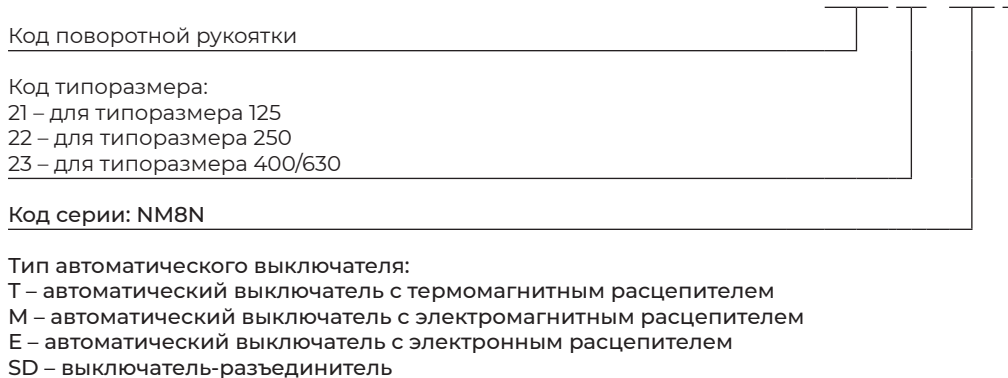 Код поворотной рукоятки
Код типоразмера:
21 – для типоразмера 125
22 – для типоразмера 250
23 – для типоразмера 400/630
Код серии: NM8N
Тип автоматического выключателя:
T – автоматический выключатель с термомагнитным расцепителем
M – автоматический выключатель с электромагнитным расцепителем
E – автоматический выключатель с электронным расцепителем
SD – выключатель-разъединитель